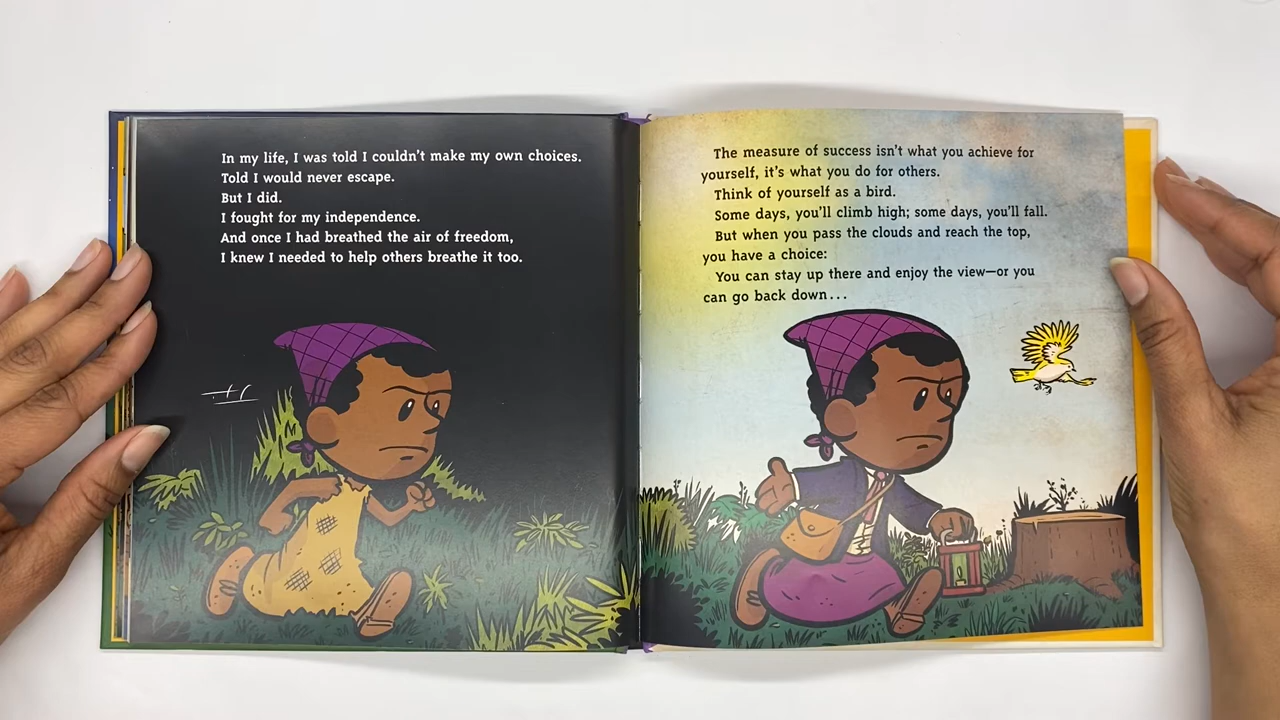 In my life, I was told I couldn't make my own choices.
Told I would never escape.
But I did.
I fought for my independence.
And once I had breathed the air of freedom,
I knew I needed to help others breathe it too.
The measure of success isn't what you achieve for
yourself, it's what you do for others.
Think of yourself as a bird.
Some days, you'll climb high; some days, you'll fall.
But when you pass the clouds and reach the top,
you have a choice:
You can stay up there and enjoy the view—or you
can go back down...